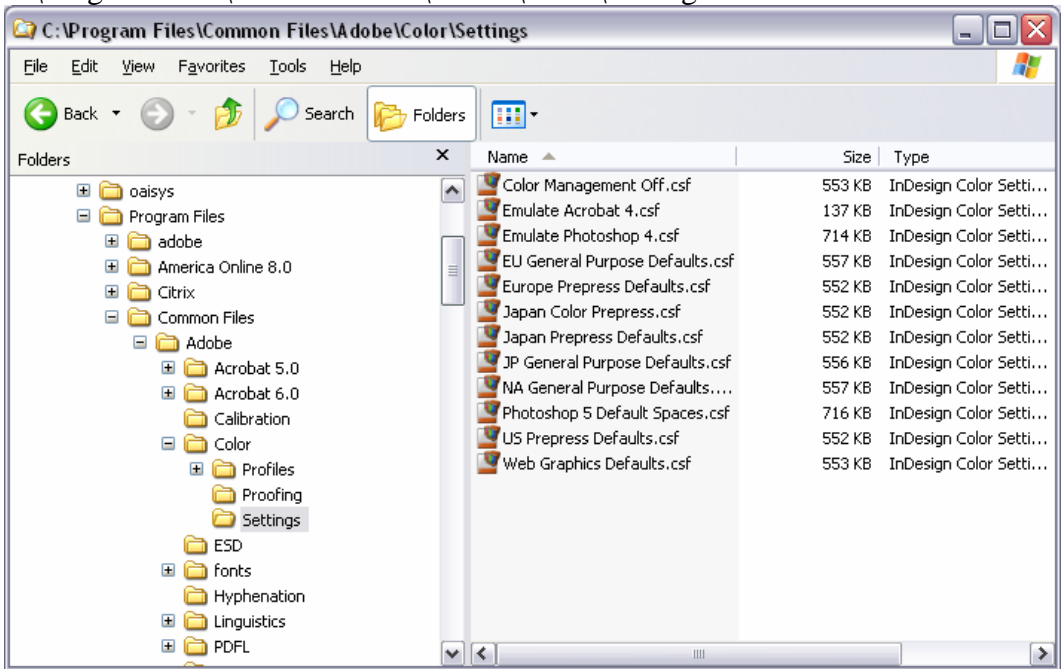 C:\Program Files\Common Files\Adobe\Color\Settings
File Edit View Favorites Tools Help
Back Search Folders
Folders x Name Size Type
oaisys
Program Files
adobe
America Online 8.0
Citrix
Common Files
Adobe
Acrobat 5.0
Acrobat 6.0
Calibration
Color
Profiles
Proofing
Settings
ESD
fonts
Hyphenation
Linguistics
PDFL
Color Management Off.csf 553 KB InDesign Color Setti...
Emulate Acrobat 4.csf 137 KB InDesign Color Setti...
Emulate Photoshop 4.csf 714 KB InDesign Color Setti...
EU General Purpose Defaults.csf 557 KB InDesign Color Setti...
Europe Prepress Defaults.csf 552 KB InDesign Color Setti...
Japan Color Prepress.csf 552 KB InDesign Color Setti...
Japan Prepress Defaults.csf 552 KB InDesign Color Setti...
JP General Purpose Defaults.csf 556 KB InDesign Color Setti...
NA General Purpose Defaults.... 557 KB InDesign Color Setti...
Photoshop 5 Default Spaces.csf 716 KB InDesign Color Setti...
US Prepress Defaults.csf 552 KB InDesign Color Setti...
Web Graphics Defaults.csf 553 KB InDesign Color Setti...